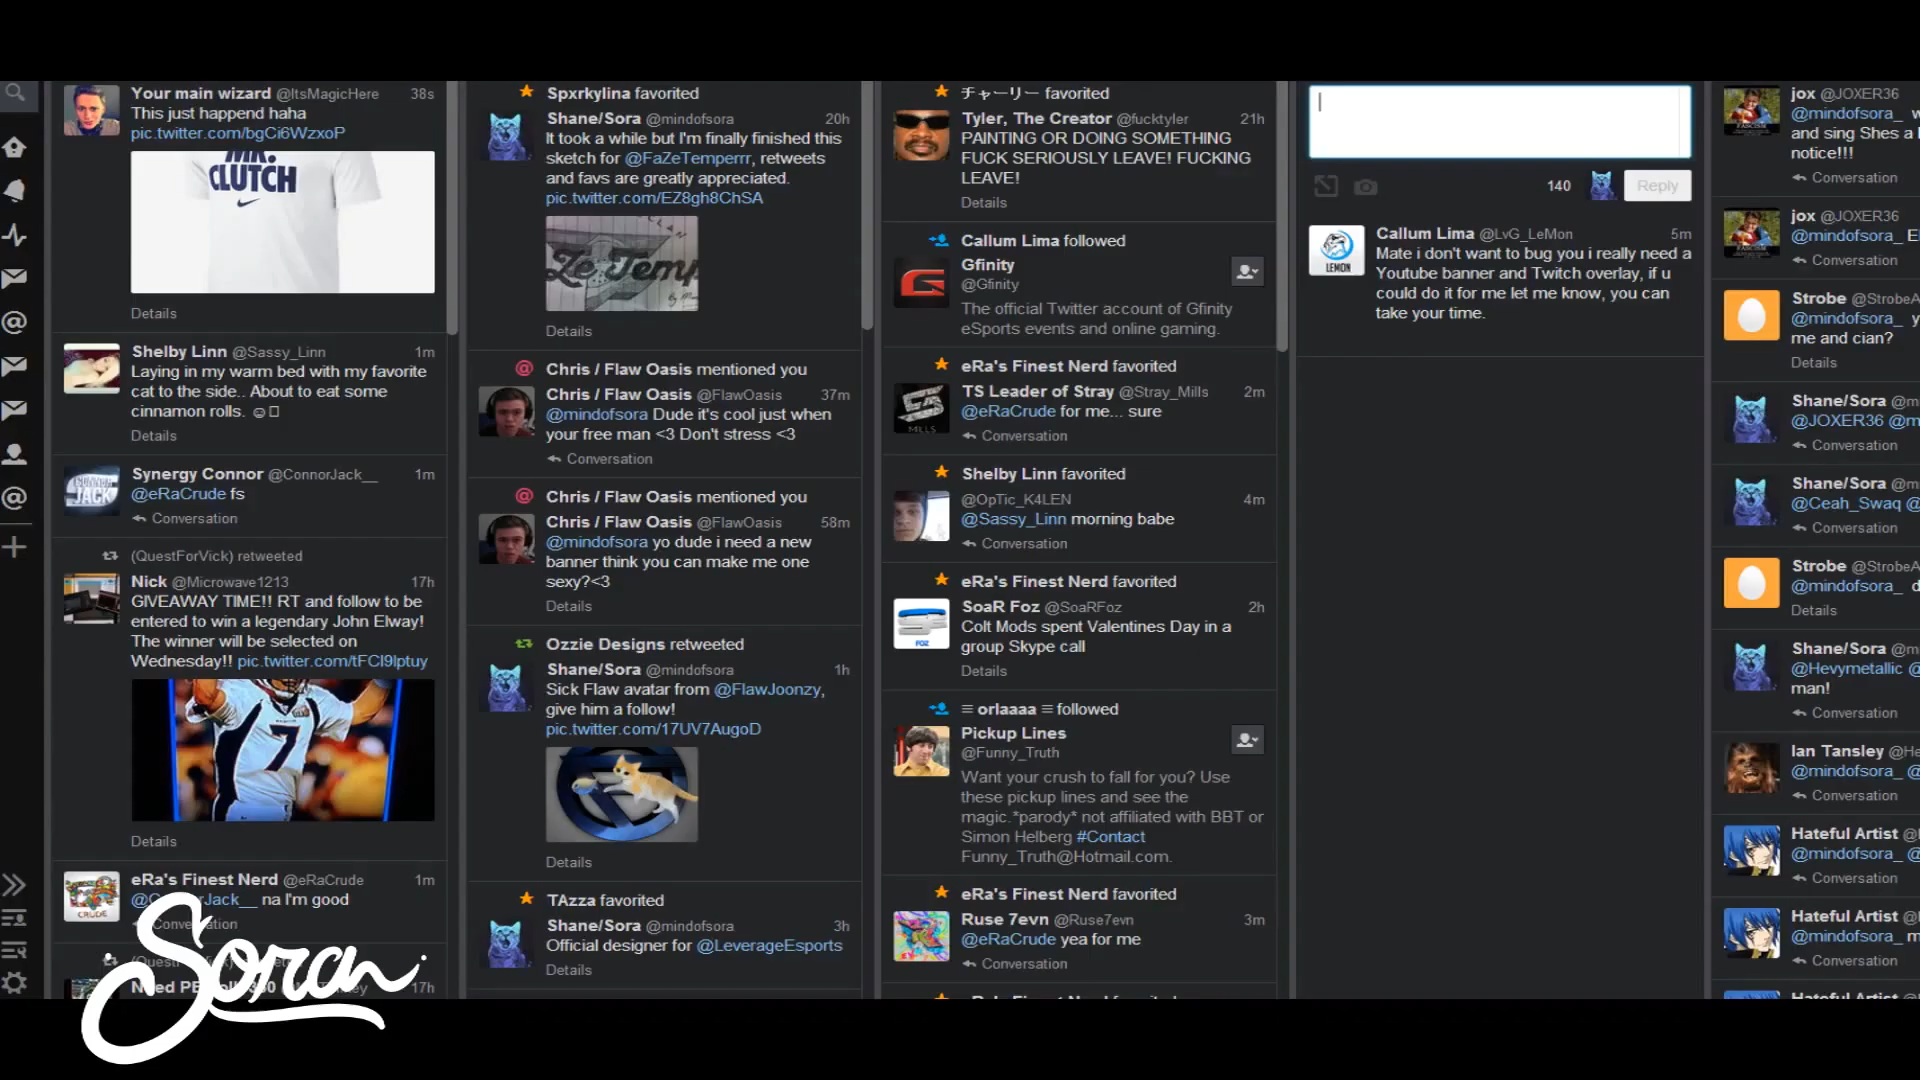 Your main wizard @ItsMagicHere 38s
This just happend haha
pic.twitter.com/bgCi6WzxoP
MR.
CLUTCH
Details
Shelby Linn @Sassy_Linn 1m
Laying in my warm bed with my favorite
cat to the side.. About to eat some
cinnamon rolls. ☺
Details
Synergy Connor @ConnorJack__ 1m
@eRaCrude fs
Conversation
(QuestForVick) retweeted
Nick @Microwave1213 17h
GIVEAWAY TIME!! RT and follow to be
entered to win a legendary John Elway!
The winner will be selected on
Wednesday!! pic.twitter.com/tFCl9lptuy
7
Details
eRa's Finest Nerd @eRaCrude 1m
CRUDE
na I'm good
Conversation
17h
Sora
Spxrkylina favorited
Shane/Sora @mindofsora 20h
It took a while but I'm finally finished this
sketch for @FaZeTemperrr, retweets
and favs are greatly appreciated.
pic.twitter.com/EZ8gh8ChSA
Ze Temp
Details
Chris / Flaw Oasis mentioned you
Chris / Flaw Oasis @FlawOasis 37m
@mindofsora Dude it's cool just when
your free man <3 Don't stress <3
Conversation
Chris / Flaw Oasis mentioned you
Chris / Flaw Oasis @FlawOasis 58m
@mindofsora yo dude i need a new
banner think you can make me one
sexy?<3
Details
Ozzie Designs retweeted
Shane/Sora @mindofsora 1h
Sick Flaw avatar from @FlawJoonzy,
give him a follow!
pic.twitter.com/17UV7AugoD
Details
TAzza favorited
Shane/Sora @mindofsora 3h
Official designer for @LeverageEsports
Details
チャーリー favorited
Tyler, The Creator @fucktyler 21h
PAINTING OR DOING SOMETHING
FUCK SERIOUSLY LEAVE! FUCKING
LEAVE!
Details
Callum Lima followed
Gfinity
@Gfinity
The official Twitter account of Gfinity
eSports events and online gaming.
eRa's Finest Nerd favorited
TS Leader of Stray @Stray_Mills 2m
@eRaCrude for me... sure
MILLS
Conversation
Shelby Linn favorited
@OpTic_K4LEN 4m
@Sassy_Linn morning babe
Conversation
eRa's Finest Nerd favorited
SoaR Foz @SoaRFoz 2h
Colt Mods spent Valentines Day in a
group Skype call
FOZ
Details
≡ orlaaaa ≡ followed
Pickup Lines
@Funny_Truth
Want your crush to fall for you? Use
these pickup lines and see the
magic.*parody* not affiliated with BBT or
Simon Helberg #Contact
Funny_Truth@Hotmail.com.
eRa's Finest Nerd favorited
Ruse 7evn @Ruse7evn 3m
@eRaCrude yea for me
Conversation
140 Reply
Callum Lima @LvG_LeMon 5m
Mate i don't want to bug you i really need a
Youtube banner and Twitch overlay, if u
could do it for me let me know, you can
take your time.
LEMON
jox @JOXER36
@mindofsora_ w
and sing Shes a
notice!!!
Conversation
jox @JOXER36
@mindofsora_
Conversation
Strobe @StrobeA
@mindofsora_ y
me and cian?
Details
Shane/Sora @m
@JOXER36 @m
Conversation
Shane/Sora @m
@Ceah_Swaq @
Conversation
Strobe @StrobeA
@mindofsora_ d
Details
Shane/Sora @m
@Hevymetallic @
man!
Conversation
Ian Tansley @He
@mindofsora_ @
Conversation
Hateful Artist @
@mindofsora_ @
Conversation
Hateful Artist @
@mindofsora_ m
Conversation
Hateful Artist